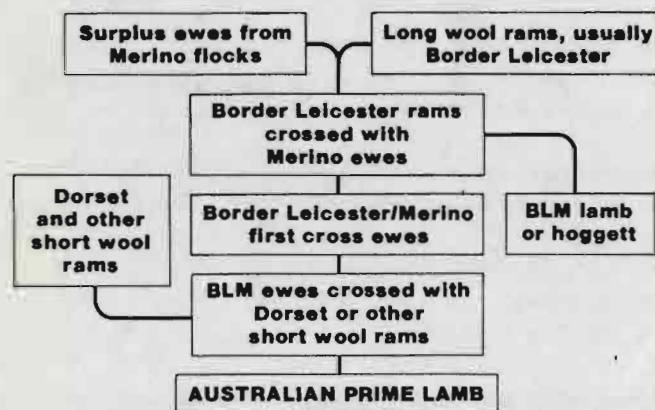 Surplus ewes from
Merino flocks
Long wool rams, usually
Border Leicester
Border Leicester rams
crossed with
Merino ewes
Dorset
and other
short wool
rams
Border Leicester/Merino
first cross ewes
BLM lamb
or hoggett
BLM ewes crossed with
Dorset or other
short wool rams
AUSTRALIAN PRIME LAMB